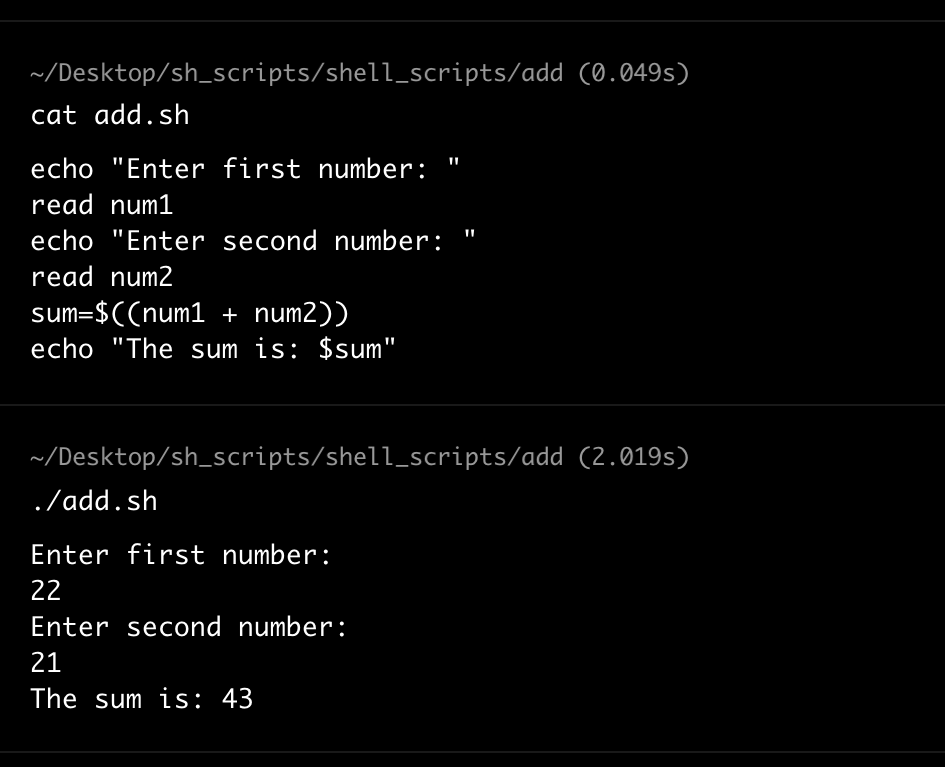 ~/Desktop/sh_scripts/shell_scripts/add (0.049s)
cat add.sh
echo "Enter first number: "
read num1
echo "Enter second number: "
read num2
sum=$((num1 + num2))
echo "The sum is: $sum"
~/Desktop/sh_scripts/shell_scripts/add (2.019s)
./add.sh
Enter first number:
22
Enter second number:
21
The sum is: 43